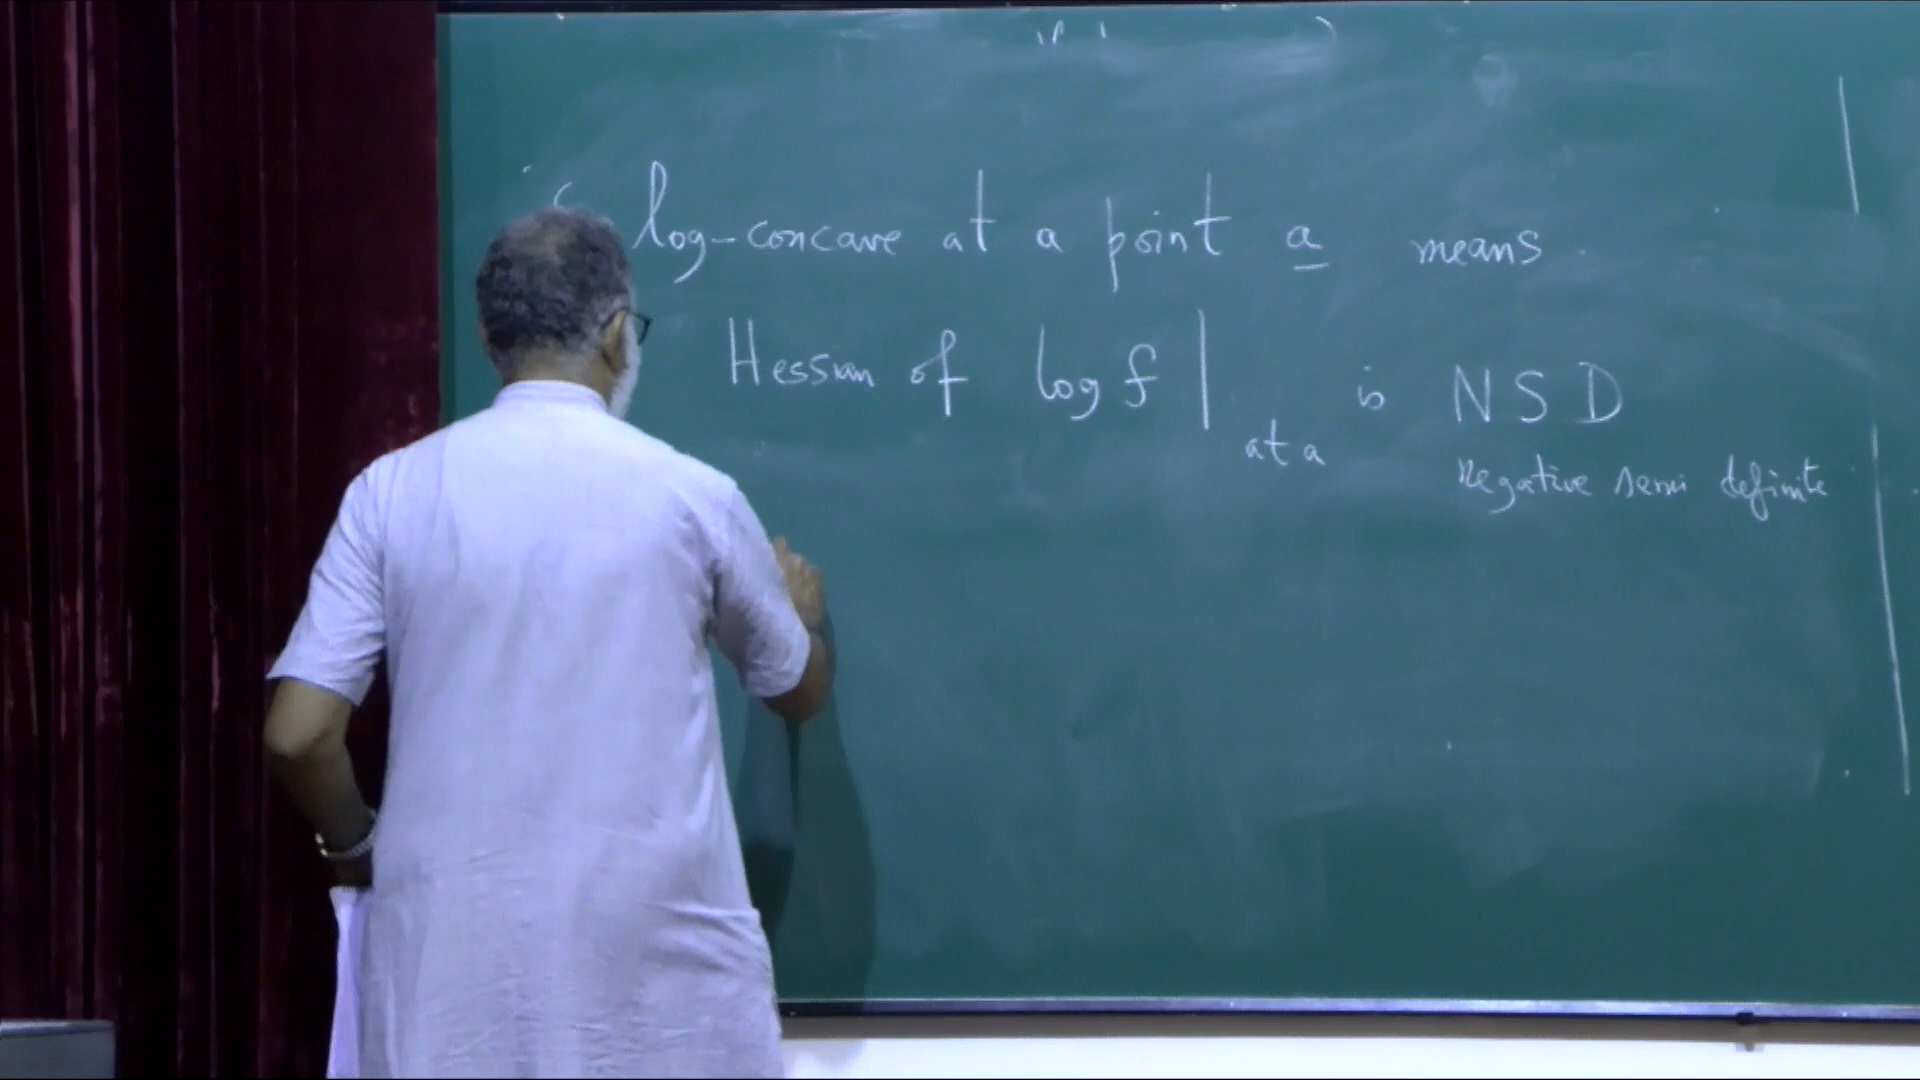 log-concave at a point a means
Hessian of log f | at a is NSD
Negative semi definite